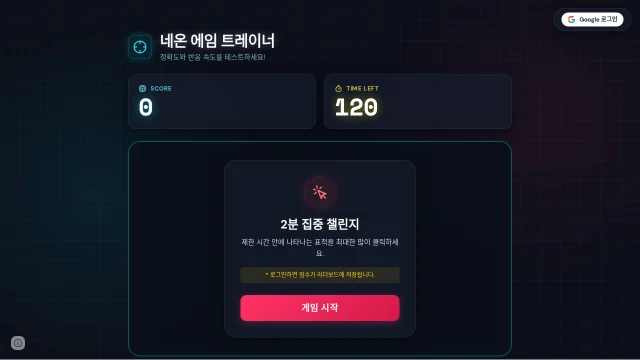 Google 로그인
네온 에임 트레이너
정확도와 반응 속도를 테스트하세요!
SCORE
0
TIME LEFT
120
2분 집중 챌린지
제한 시간 안에 나타나는 표적을 최대한 많이 클릭하세
요.
* 로그인하면 점수가 리더보드에 저장됩니다.
게임 시작